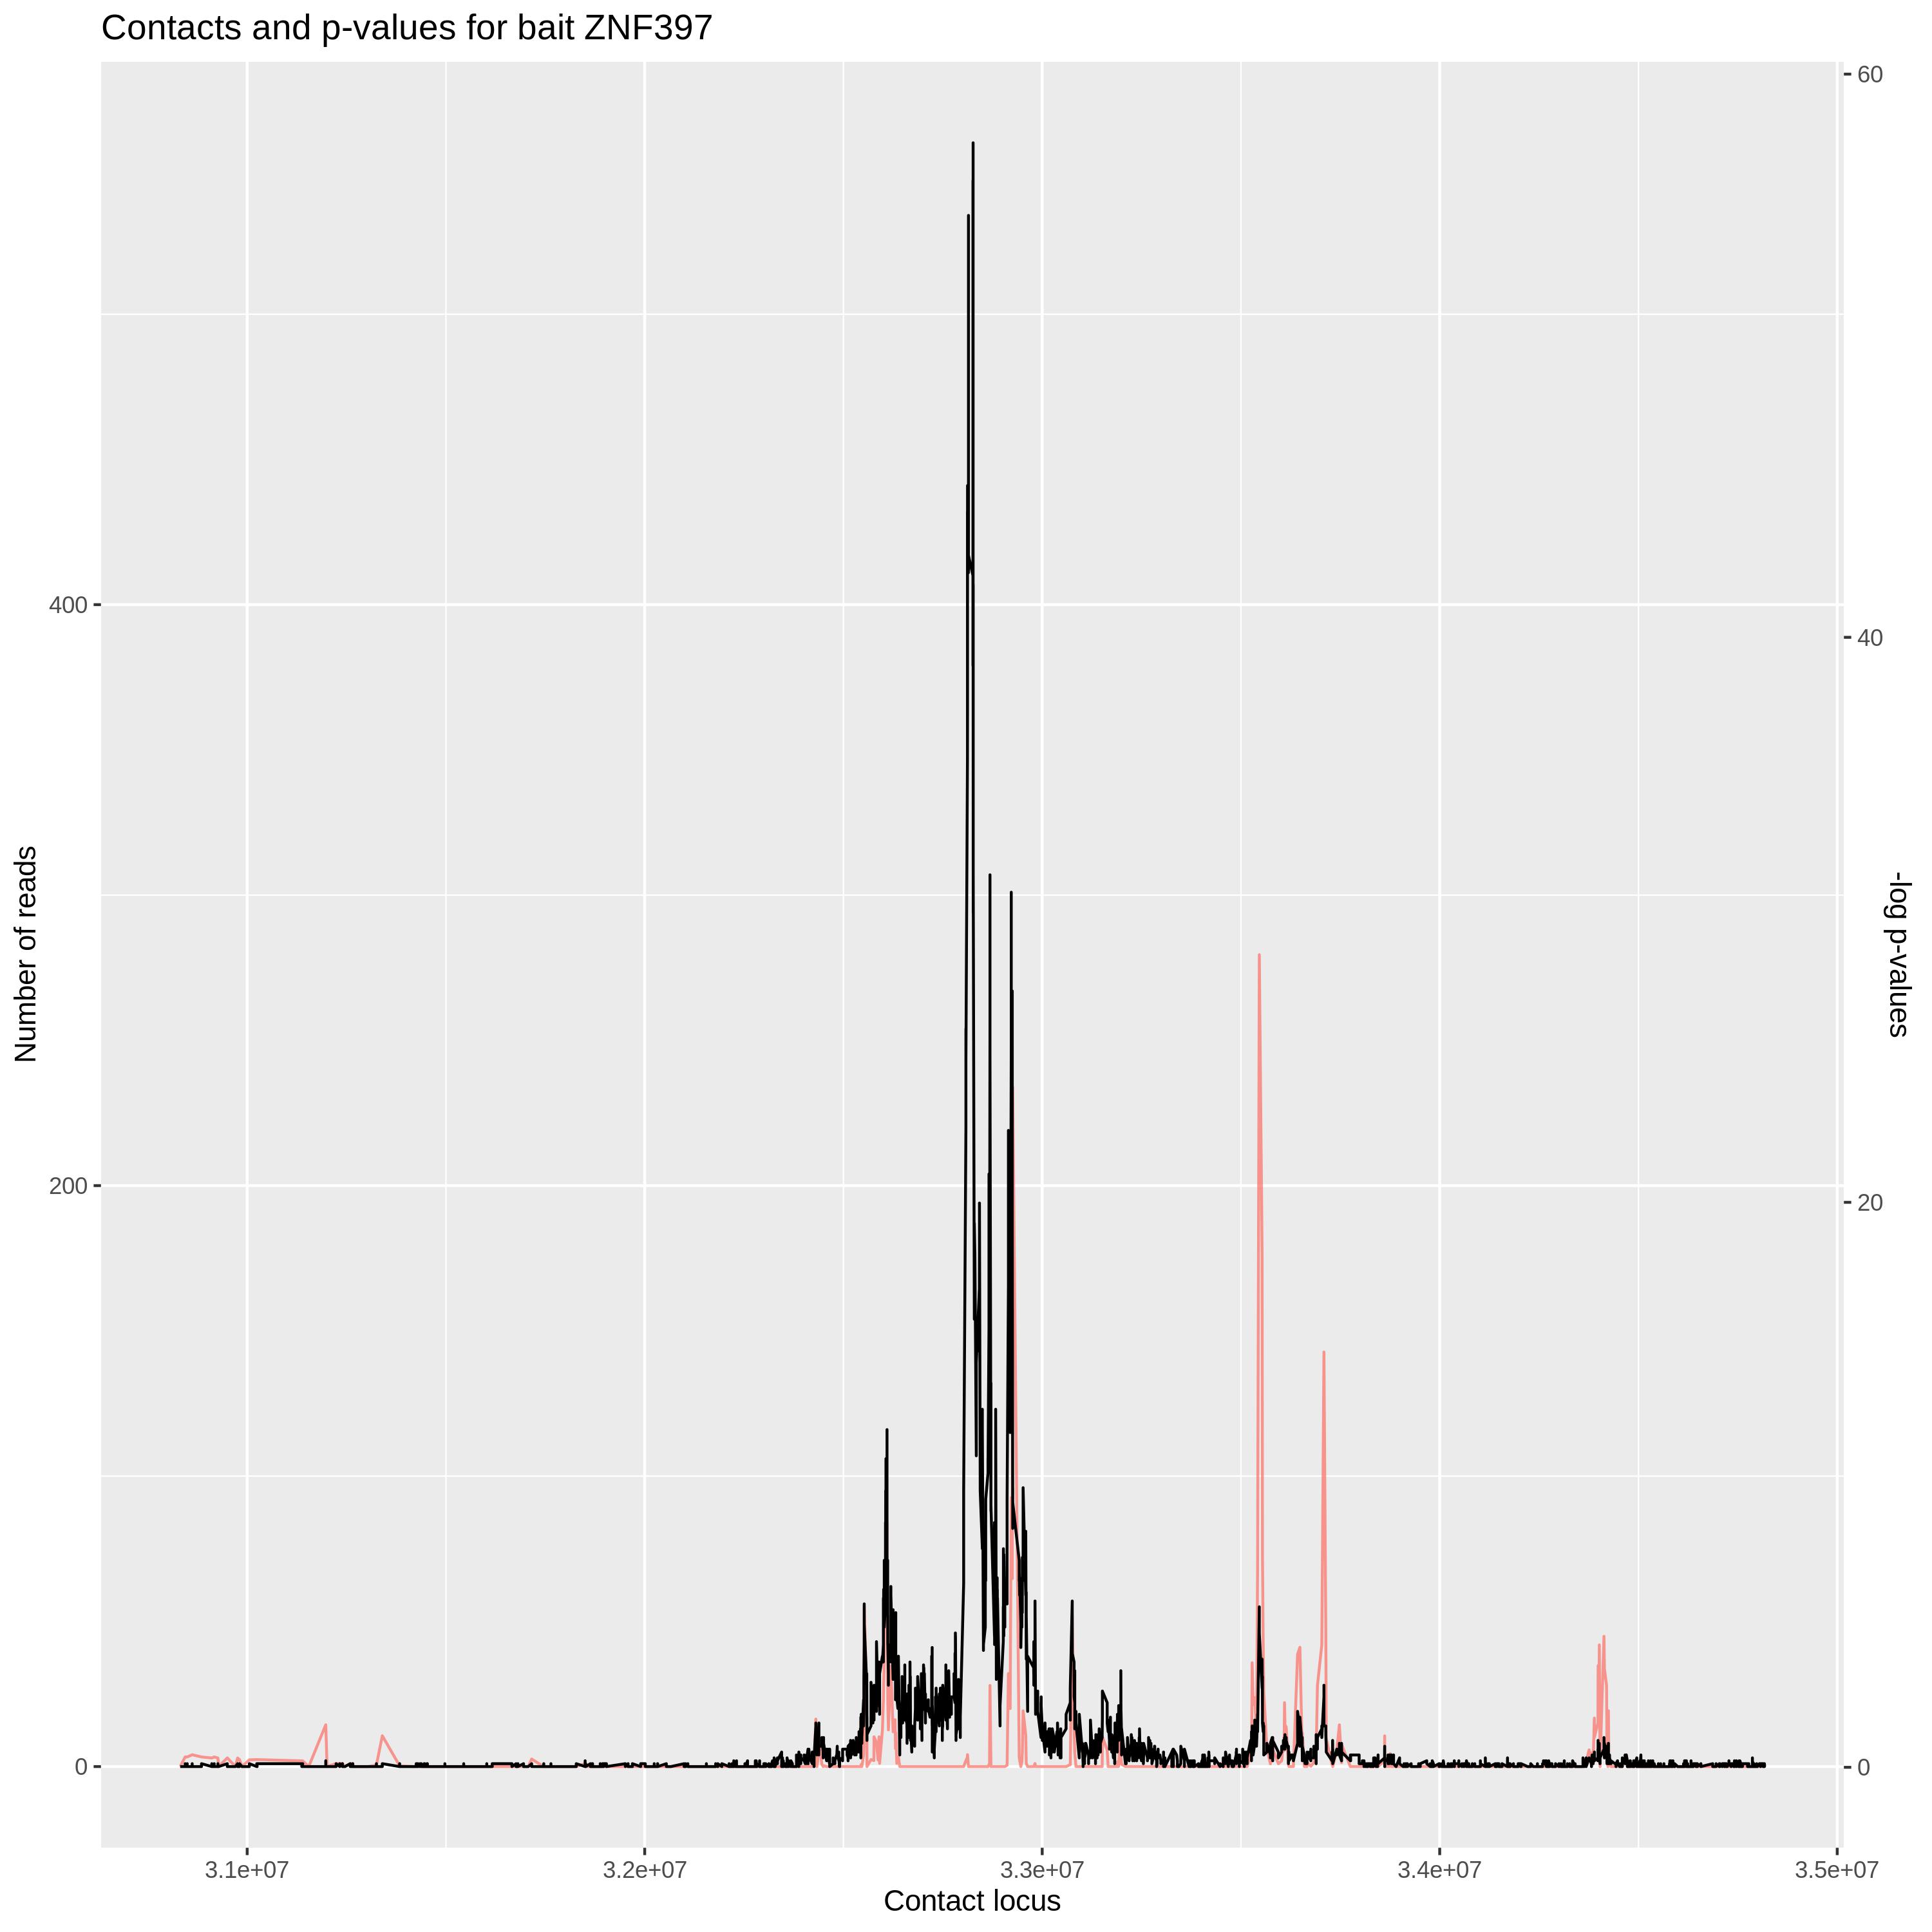 Contacts and p-values for bait ZNF397
Number of reads
400
200
0
60
40
20
0
-log p-values
3.1e+07 3.2e+07 3.3e+07 3.4e+07 3.5e+07
Contact locus